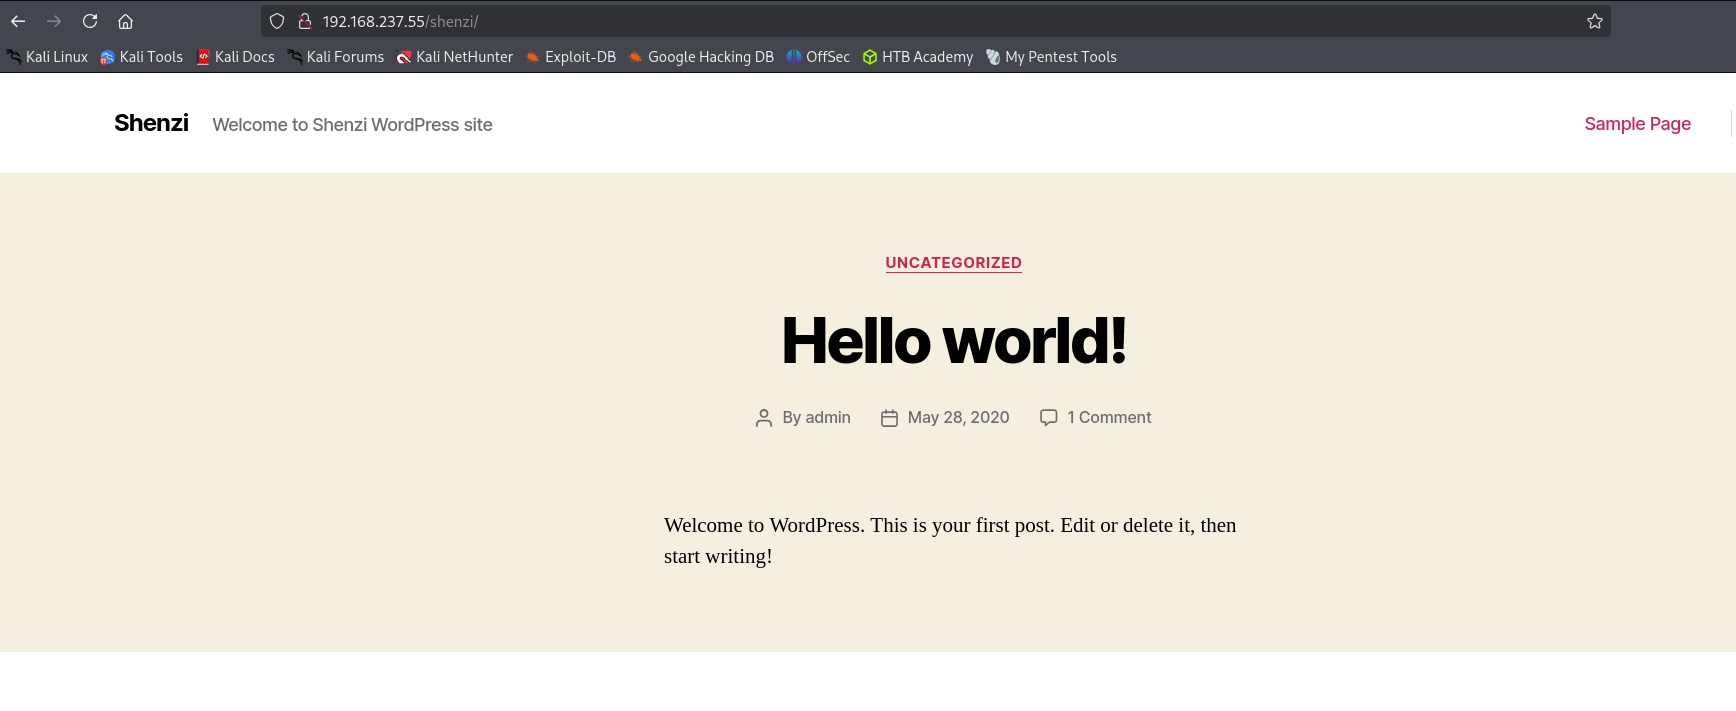 192.168.237.55/shenzi/
Kali Linux Kali Tools Kali Docs Kali Forums Kali NetHunter Exploit-DB Google Hacking DB OffSec HTB Academy My Pentest Tools
Shenzi Welcome to Shenzi WordPress site Sample Page
UNCATEGORIZED
Hello world!
By admin May 28, 2020 1 Comment
Welcome to WordPress. This is your first post. Edit or delete it, then
start writing!